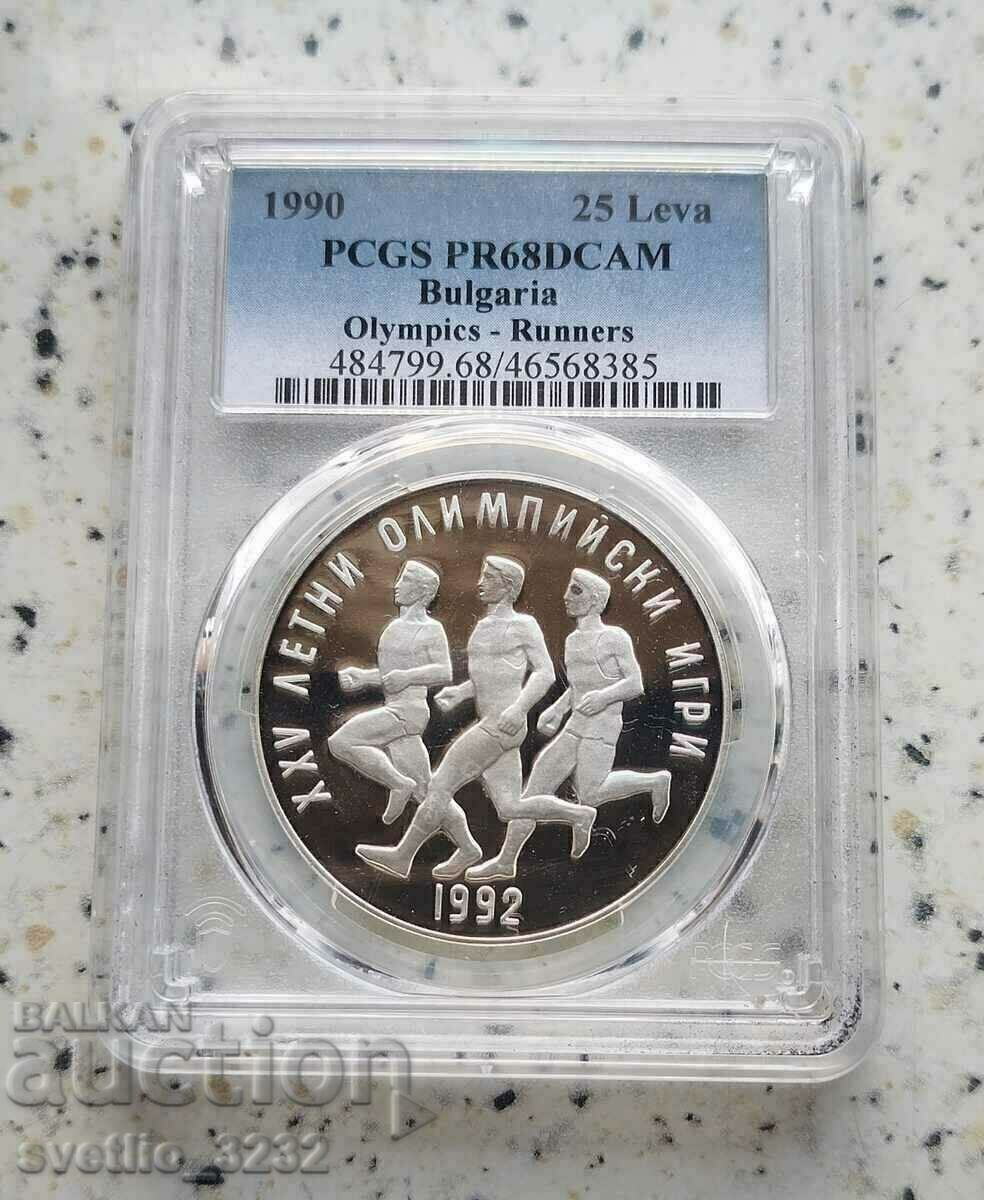 1990 25 Leva
PCGS PR68DCAM
Bulgaria
Olympics - Runners
484799.68/46568385
XXV ЛЕТНИ ОЛИМПИЙСКИ ИГРИ
1992
PCGS
BALKAN
auction
svetlio_3232